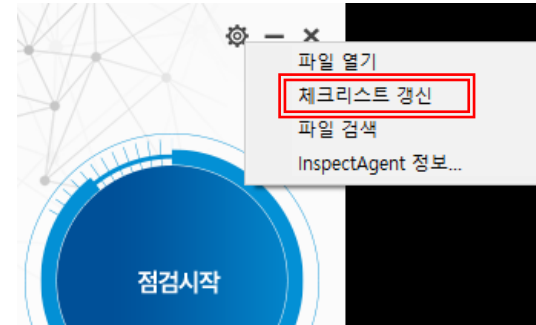 파일 열기
체크리스트 갱신
파일 검색
InspectAgent 정보...
점검시작